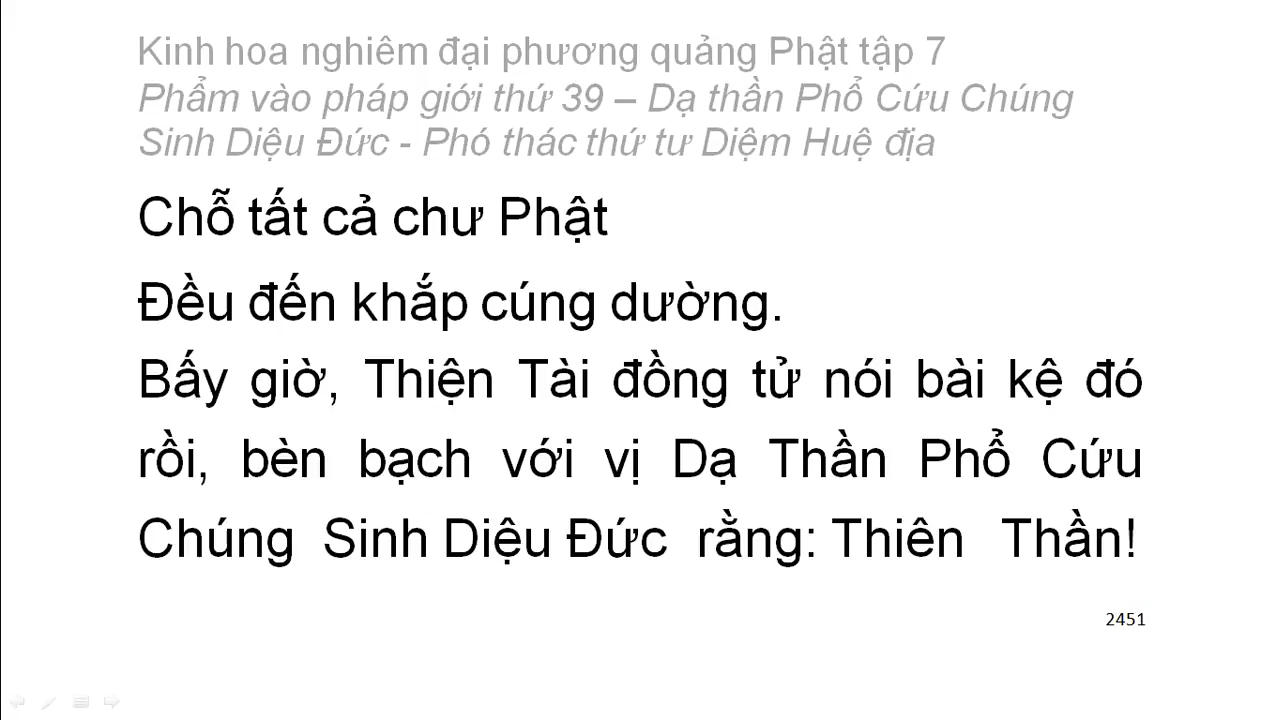 Kinh hoa nghiêm đại phương quảng Phật tập 7
Phẩm vào pháp giới thứ 39 – Dạ thần Phổ Cứu Chúng
Sinh Diệu Đức - Phó thác thứ tư Diệm Huệ địa
Chỗ tất cả chư Phật
Đều đến khắp cúng dường.
Bấy giờ, Thiện Tài đồng tử nói bài kệ đó
rồi, bèn bạch với vị Dạ Thần Phổ Cứu
Chúng Sinh Diệu Đức rằng: Thiên Thần!
2451